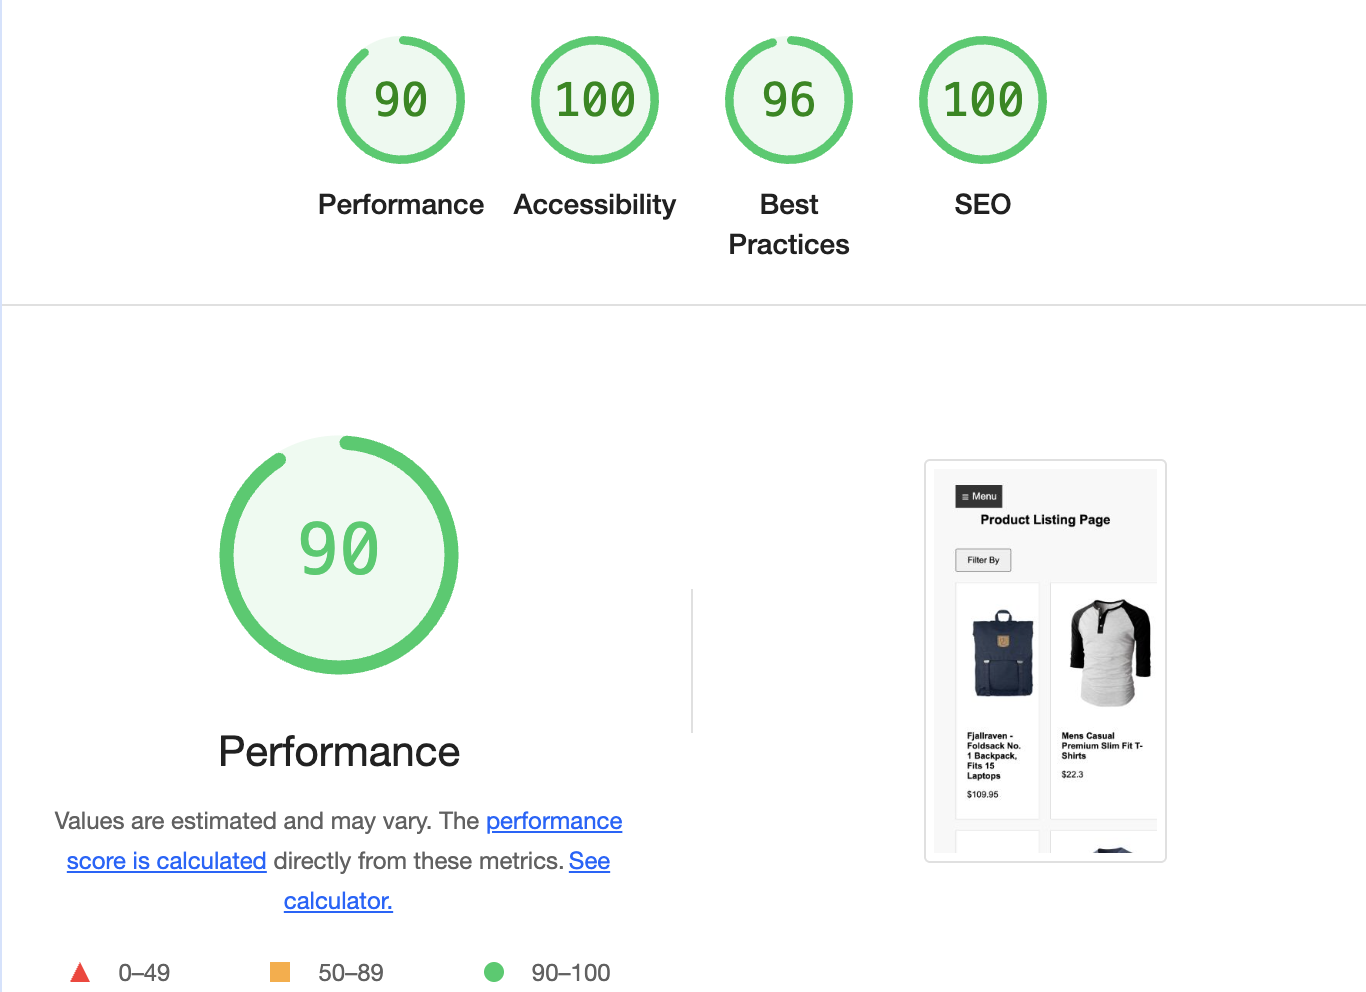 90
100
96
100
Performance
Accessibility
Best
Practices
SEO
90
Performance
Values are estimated and may vary. The performance
score is calculated directly from these metrics. See
calculator.
0–49
50–89
90–100
≡ Menu
Product Listing Page
Filter By
Fjallraven -
Foldsack No.
1 Backpack,
Fits 15
Laptops
$109.95
Mens Casual
Premium Slim Fit T-
Shirts
$22.3